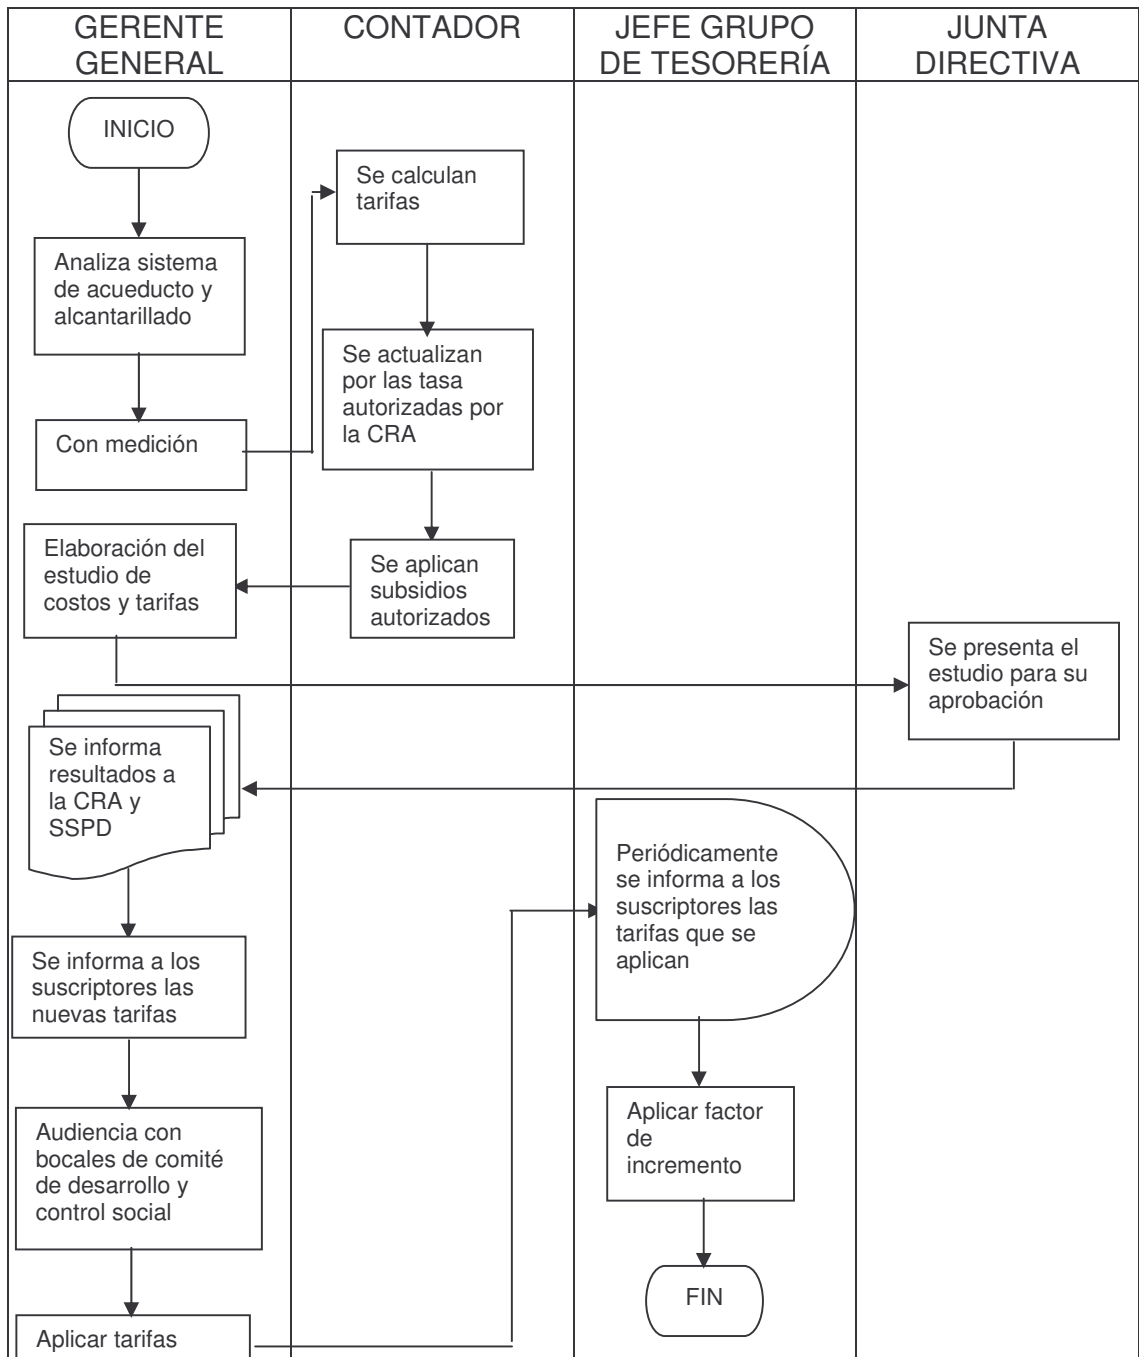 GERENTE
GENERAL
CONTADOR
JEFE GRUPO
DE TESORERÍA
JUNTA
DIRECTIVA
INICIO
Analiza sistema
de acueducto y
alcantarillado
Con medición
Se calculan
tarifas
Se actualizan
por las tasa
autorizadas por
la CRA
Se aplican
subsidios
autorizados
Elaboración del
estudio de
costos y tarifas
Se presenta el
estudio para su
aprobación
Se informa
resultados a
la CRA y
SSPD
Se informa a los
suscriptores las
nuevas tarifas
Audiencia con
bocales de comité
de desarrollo y
control social
Aplicar tarifas
Periódicamente
se informa a los
suscriptores las
tarifas que se
aplican
Aplicar factor
de
incremento
FIN